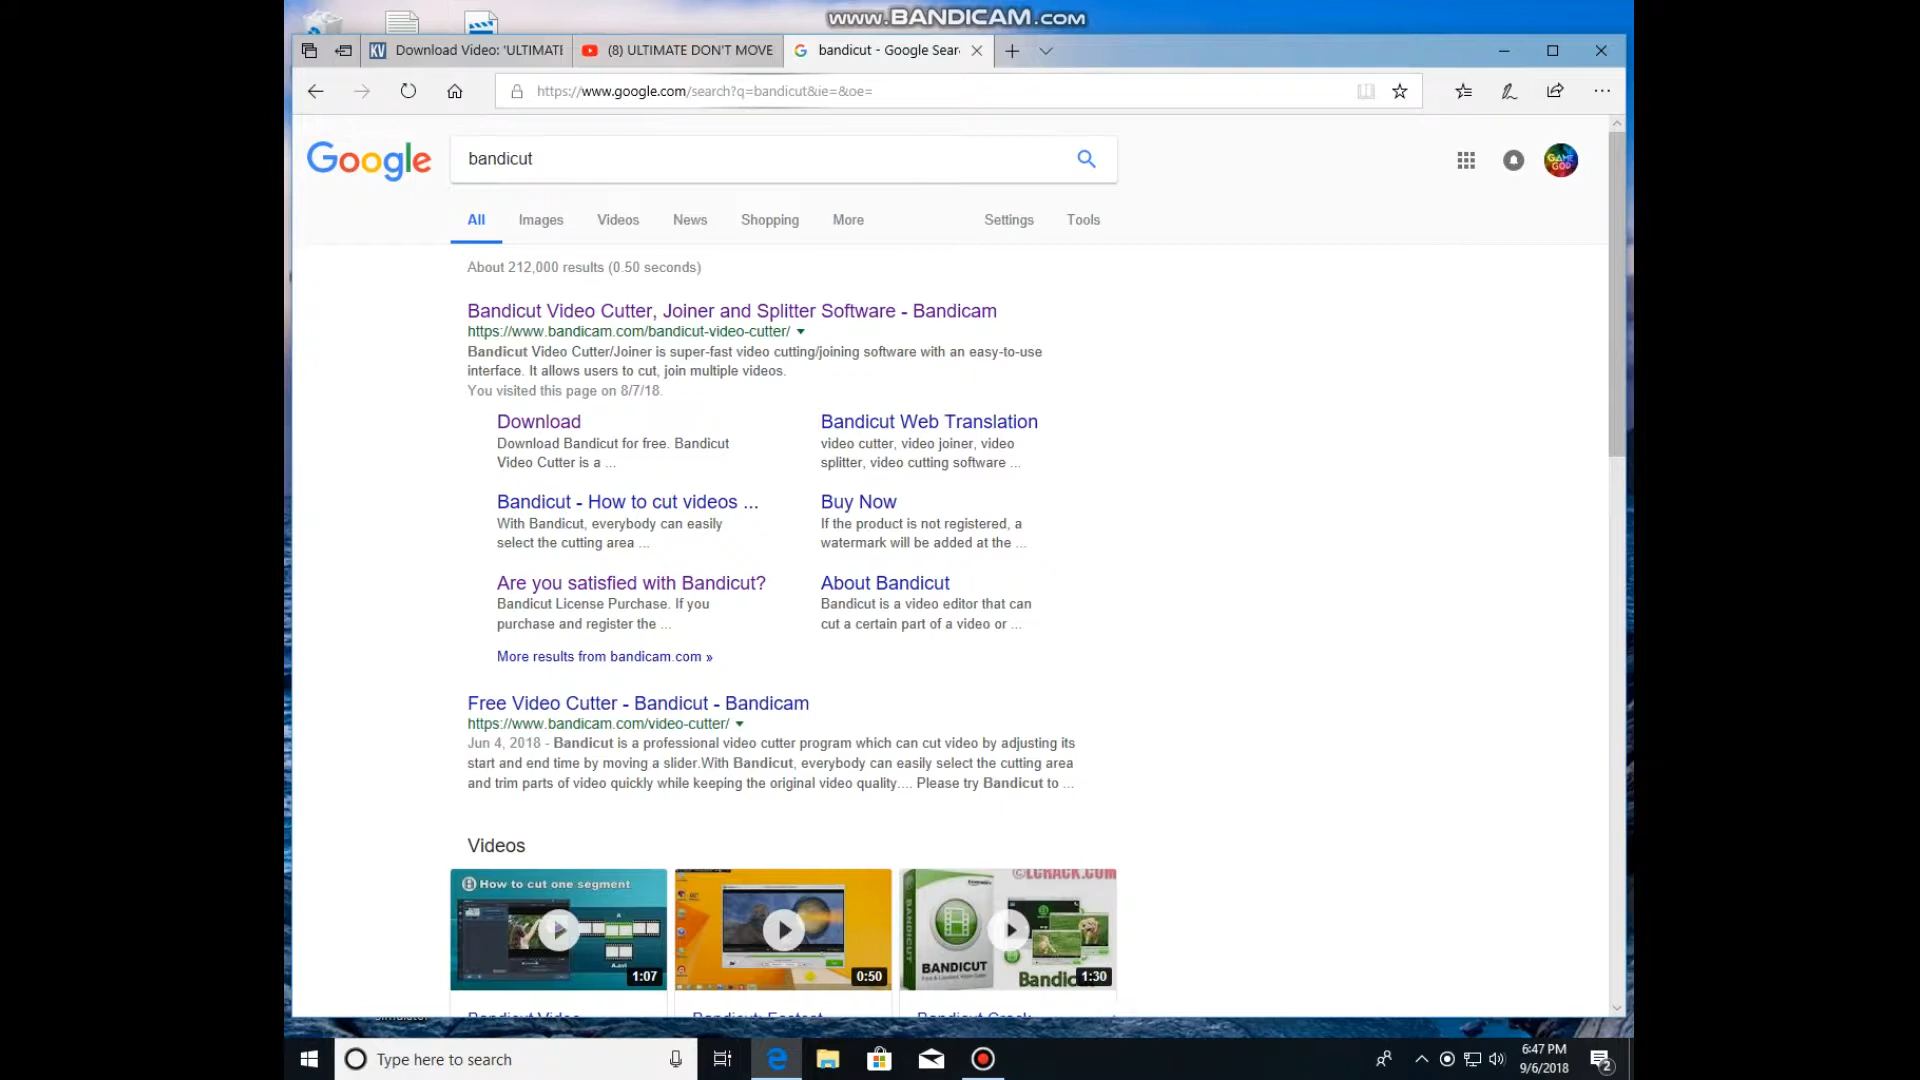 www.BANDICAM.com
KV Download Video: 'ULTIMATE
(8) ULTIMATE DON'T MOVE
bandicut - Google Sear
https://www.google.com/search?q=bandicut&ie=&oe=
Google
bandicut
GAME GOD
All Images Videos News Shopping More Settings Tools
About 212,000 results (0.50 seconds)
Bandicut Video Cutter, Joiner and Splitter Software - Bandicam
https://www.bandicam.com/bandicut-video-cutter/
Bandicut Video Cutter/Joiner is super-fast video cutting/joining software with an easy-to-use
interface. It allows users to cut, join multiple videos.
You visited this page on 8/7/18.
Download
Download Bandicut for free. Bandicut
Video Cutter is a ...
Bandicut Web Translation
video cutter, video joiner, video
splitter, video cutting software ...
Bandicut - How to cut videos ...
With Bandicut, everybody can easily
select the cutting area ...
Buy Now
If the product is not registered, a
watermark will be added at the ...
Are you satisfied with Bandicut?
Bandicut License Purchase. If you
purchase and register the ...
About Bandicut
Bandicut is a video editor that can
cut a certain part of a video or ...
More results from bandicam.com »
Free Video Cutter - Bandicut - Bandicam
https://www.bandicam.com/video-cutter/
Jun 4, 2018 - Bandicut is a professional video cutter program which can cut video by adjusting its
start and end time by moving a slider.With Bandicut, everybody can easily select the cutting area
and trim parts of video quickly while keeping the original video quality.... Please try Bandicut to ...
Videos
How to cut one segment
1:07
0:50
©LCRACK.COM
BANDICUT
BANDICUT
Bandic
1:30
Bandicut Video
Bandicut: Fastest
Bandicut Crack
Type here to search
6:47 PM
9/6/2018
2